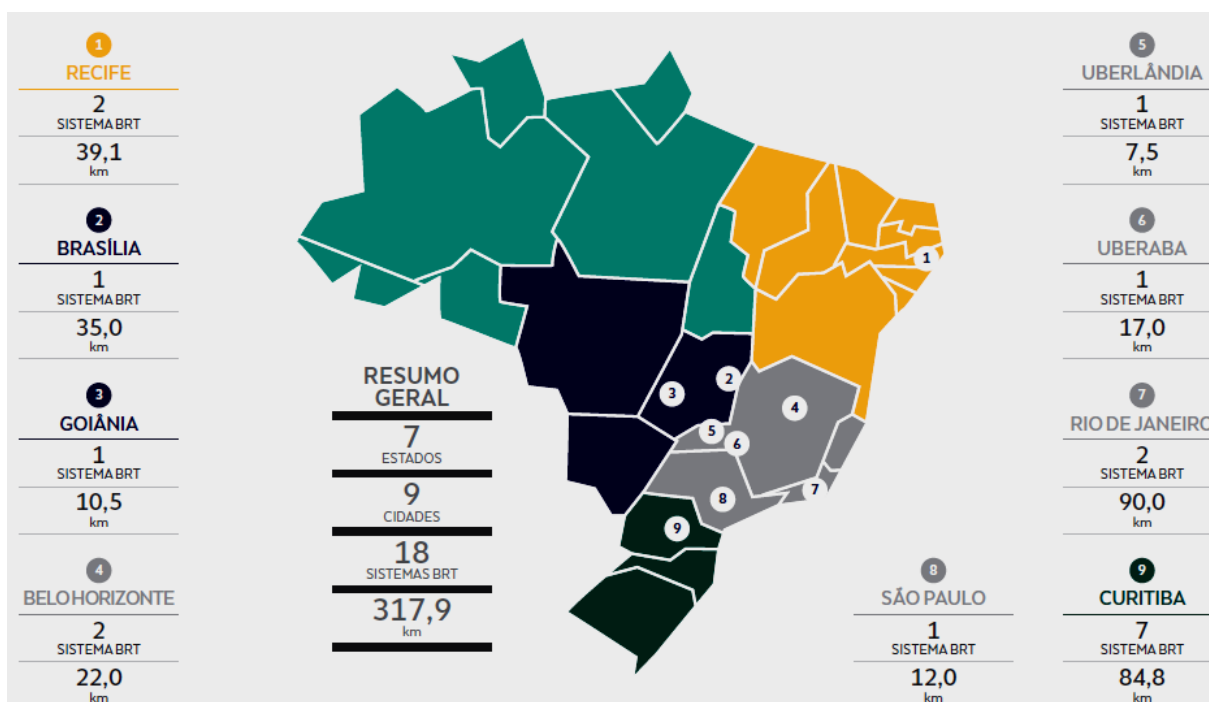 1
RECIFE
2
SISTEMA BRT
39,1
km
2
BRASÍLIA
1
SISTEMA BRT
35,0
km
3
GOIÂNIA
1
SISTEMA BRT
10,5
km
4
BELO HORIZONTE
2
SISTEMA BRT
22,0
km
RESUMO
GERAL
7
ESTADOS
9
CIDADES
18
SISTEMAS BRT
317,9
km
1
2
3
4
5
6
7
8
9
5
UBERLÂNDIA
1
SISTEMA BRT
7,5
km
6
UBERABA
1
SISTEMA BRT
17,0
km
7
RIO DE JANEIRO
2
SISTEMA BRT
90,0
km
8
SÃO PAULO
1
SISTEMA BRT
12,0
km
9
CURITIBA
7
SISTEMA BRT
84,8
km